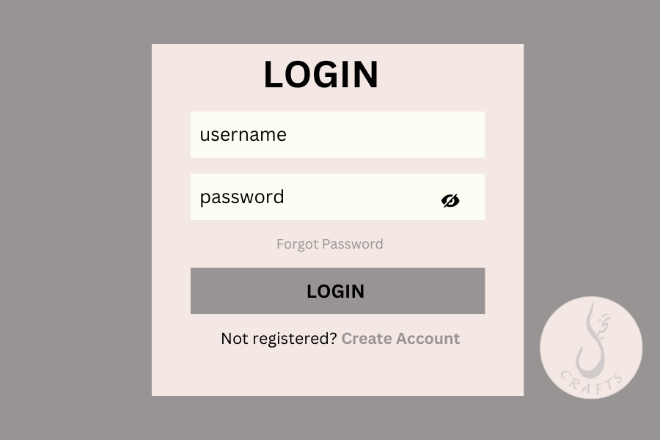 LOGIN
username
password
Forgot Password
LOGIN
Not registered? Create Account
CRAFTS